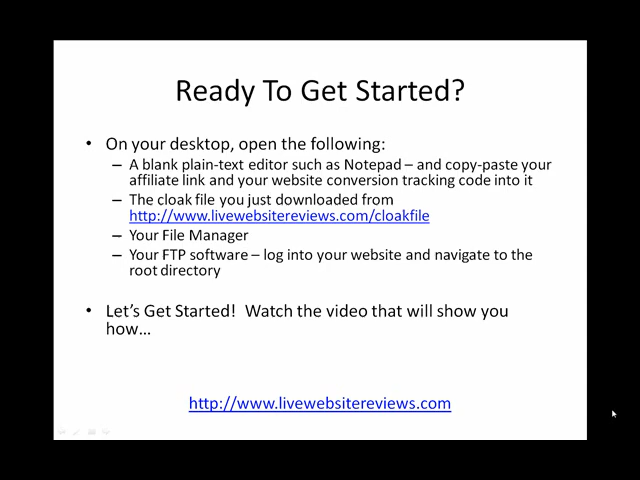 Ready To Get Started?
• On your desktop, open the following:
– A blank plain-text editor such as Notepad – and copy-paste your
affiliate link and your website conversion tracking code into it
– The cloak file you just downloaded from
http://www.livewebsitereviews.com/cloakfile
– Your File Manager
– Your FTP software – log into your website and navigate to the
root directory
• Let's Get Started!  Watch the video that will show you
how…
http://www.livewebsitereviews.com